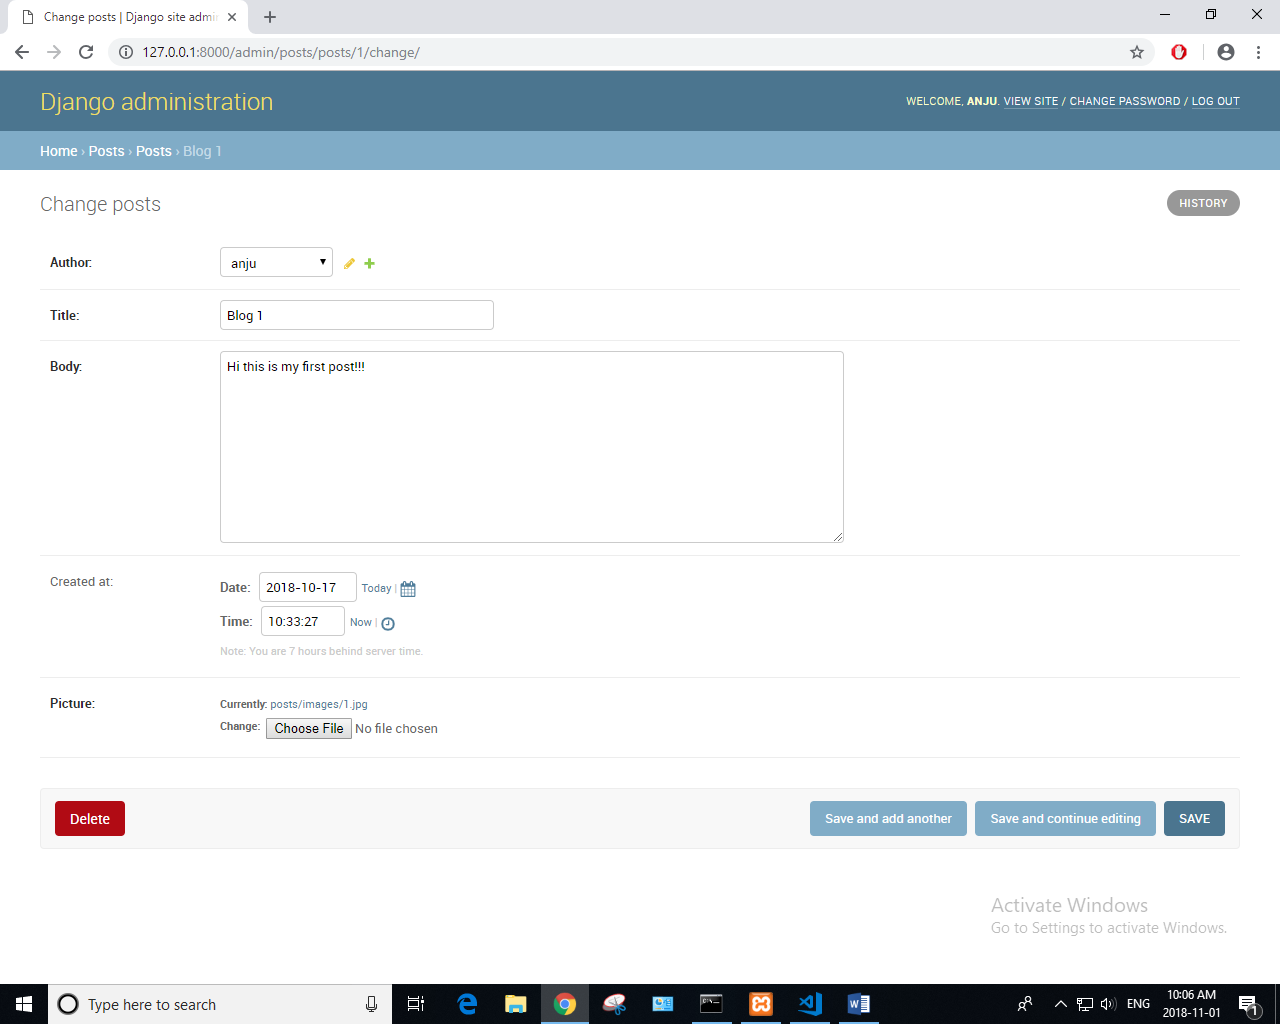 Change posts | Django site admin
127.0.0.1:8000/admin/posts/posts/1/change/
Django administration
WELCOME, ANJU. VIEW SITE / CHANGE PASSWORD / LOG OUT
Home › Posts › Posts › Blog 1
Change posts
HISTORY
Author:
anju
Title:
Blog 1
Body:
Hi this is my first post!!!
Created at:
Date: 2018-10-17 Today |
Time: 10:33:27 Now |
Note: You are 7 hours behind server time.
Picture:
Currently: posts/images/1.jpg
Change: Choose File No file chosen
Delete
Save and add another
Save and continue editing
SAVE
Activate Windows
Go to Settings to activate Windows.
Type here to search
ENG
10:06 AM
2018-11-01
1